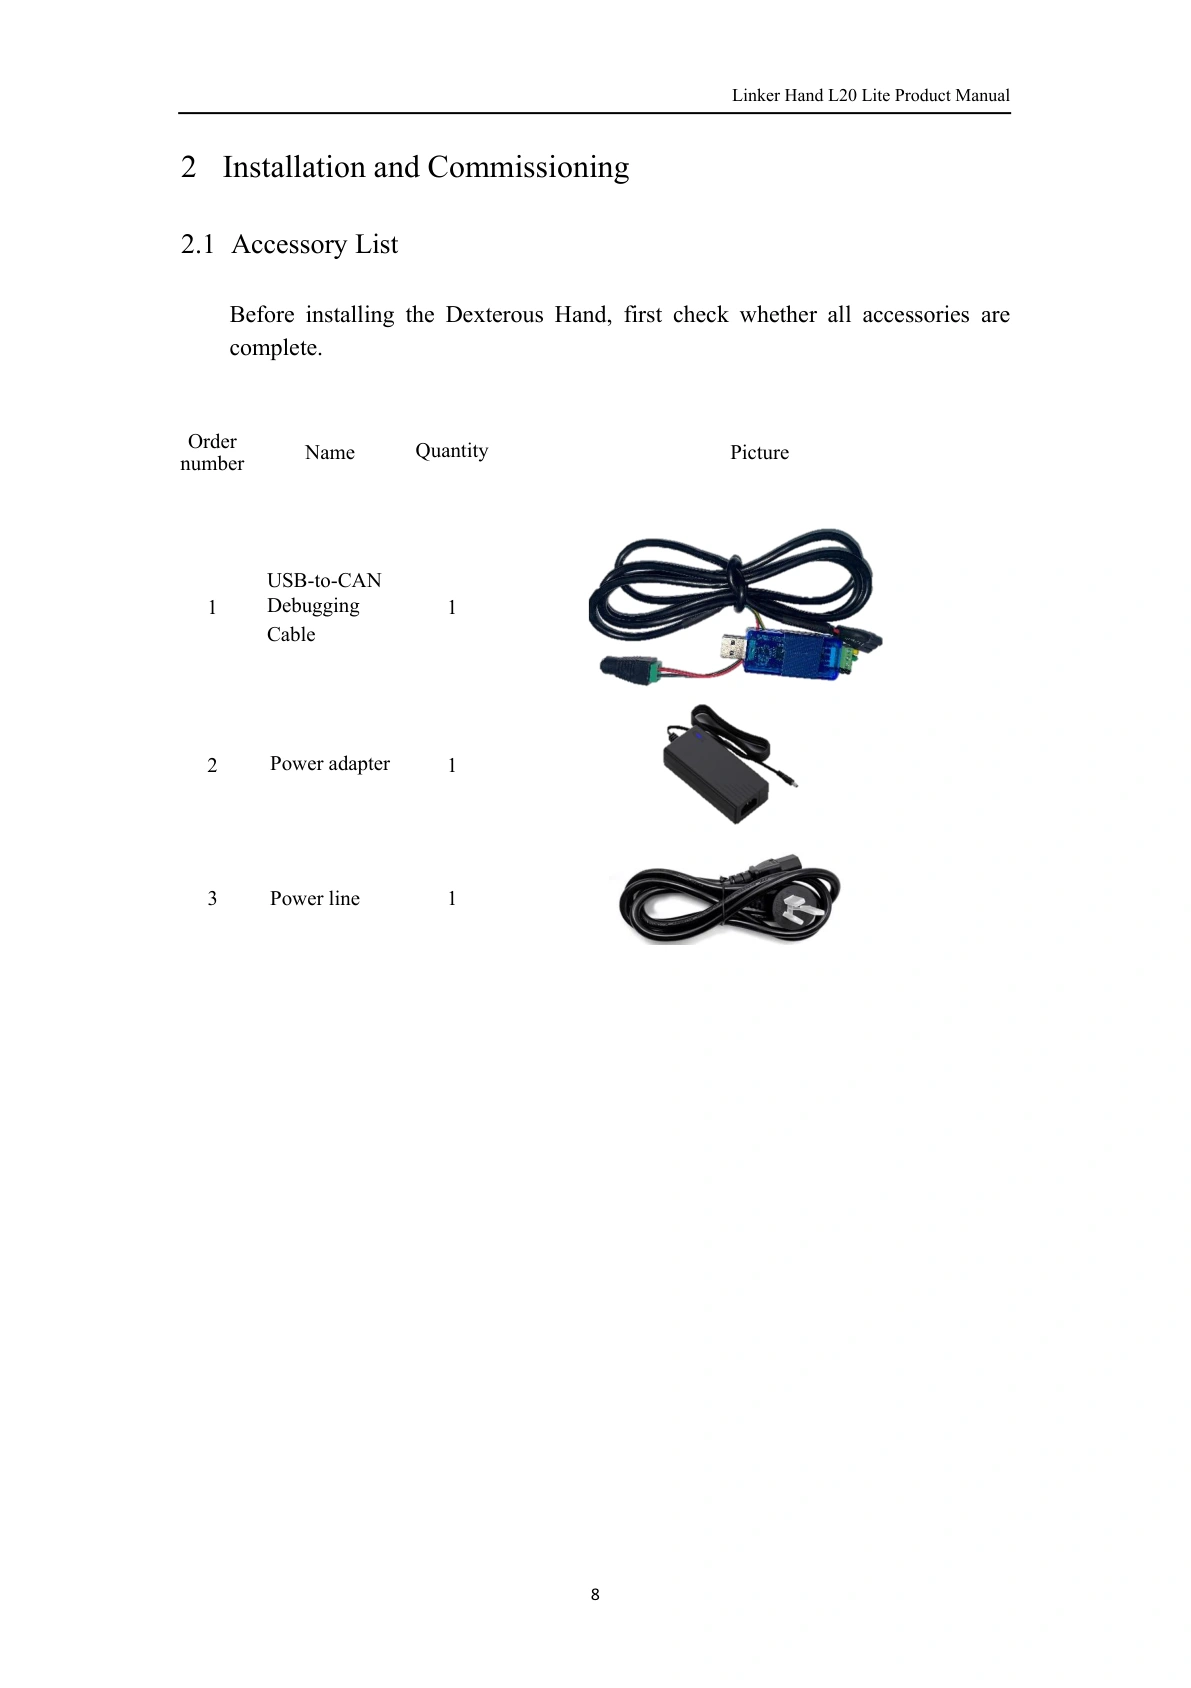 Linker Hand L20 Lite Product Manual
2 Installation and Commissioning
2.1 Accessory List
Before installing the Dexterous Hand, first check whether all accessories are
complete.
Order
number
Name
Quantity
Picture
1
USB-to-CAN
Debugging
Cable
1
2
Power adapter
1
3
Power line
1
8